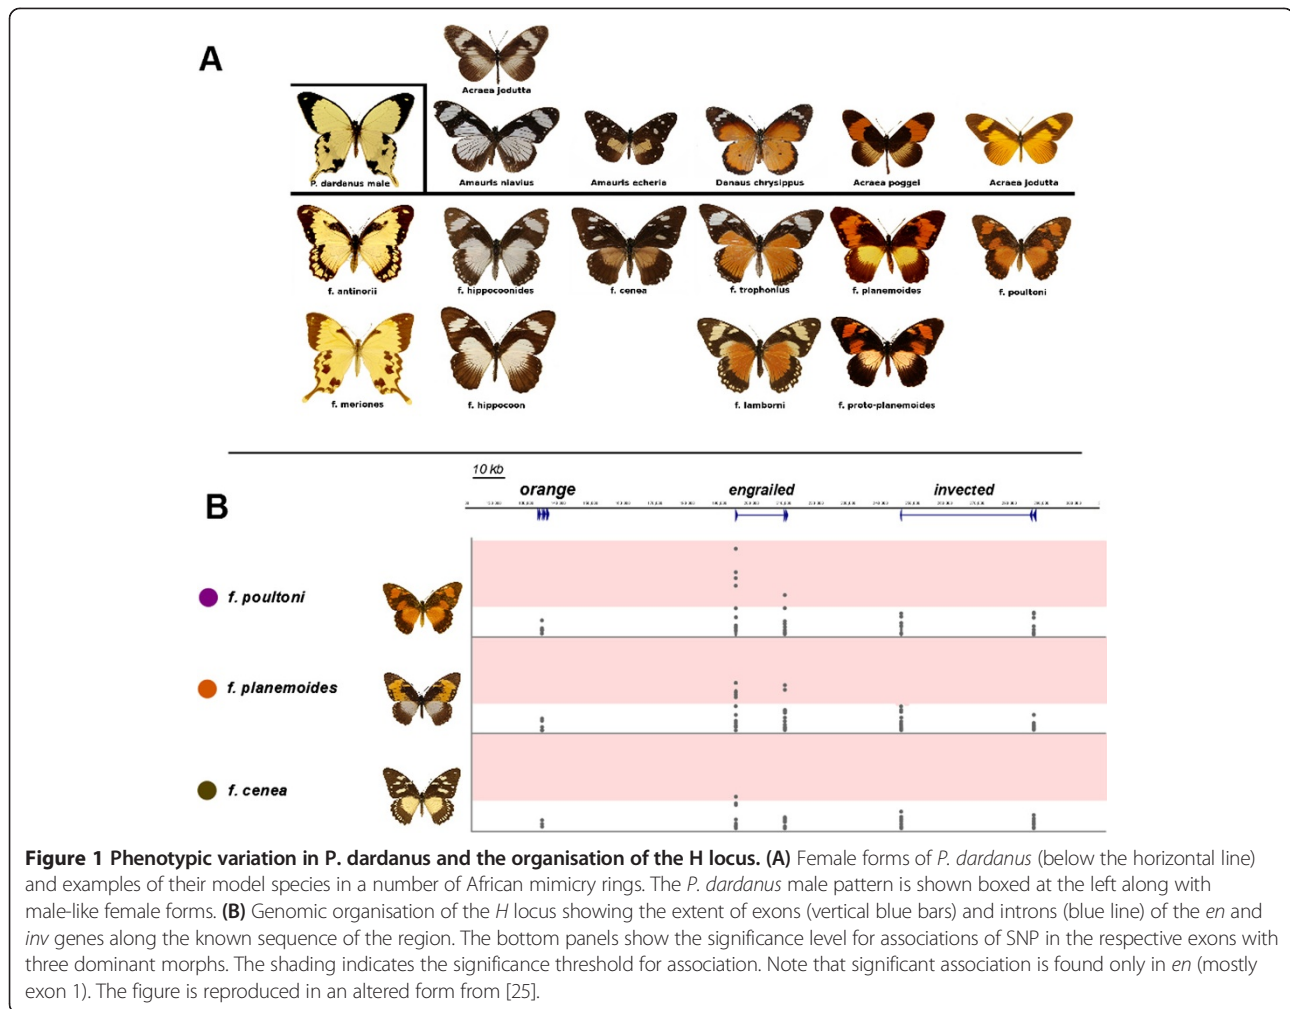 A
Acraea jodutta
P. dardanus male
Amauris niavius
Amauris echeria
Danaus chrysippus
Acraea poggei
Acraea jodutta
f. antinorii
f. hippocoonides
f. cenea
f. trophonius
f. planemoides
f. poultoni
f. meriones
f. hippocoon
f. lamborni
f. proto-planemoides
10 kb
B
orange
engrailed
invected
f. poultoni
f. planemoides
f. cenea
Figure 1 Phenotypic variation in P. dardanus and the organisation of the H locus. (A) Female forms of P. dardanus (below the horizontal line)
and examples of their model species in a number of African mimicry rings. The P. dardanus male pattern is shown boxed at the left along with
male-like female forms. (B) Genomic organisation of the H locus showing the extent of exons (vertical blue bars) and introns (blue line) of the en and
inv genes along the known sequence of the region. The bottom panels show the significance level for associations of SNP in the respective exons with
three dominant morphs. The shading indicates the significance threshold for association. Note that significant association is found only in en (mostly
exon 1). The figure is reproduced in an altered form from [25].